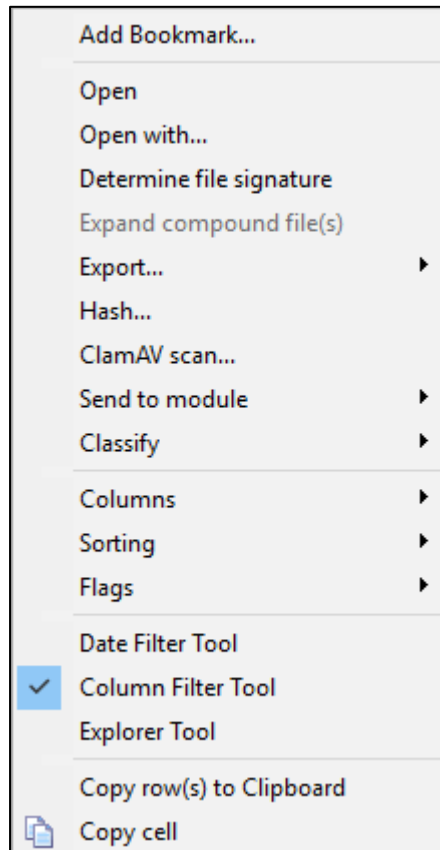 Add Bookmark...
Open
Open with...
Determine file signature
Expand compound file(s)
Export...
Hash...
ClamAV scan...
Send to module
Classify
Columns
Sorting
Flags
Date Filter Tool
Column Filter Tool
Explorer Tool
Copy row(s) to Clipboard
Copy cell